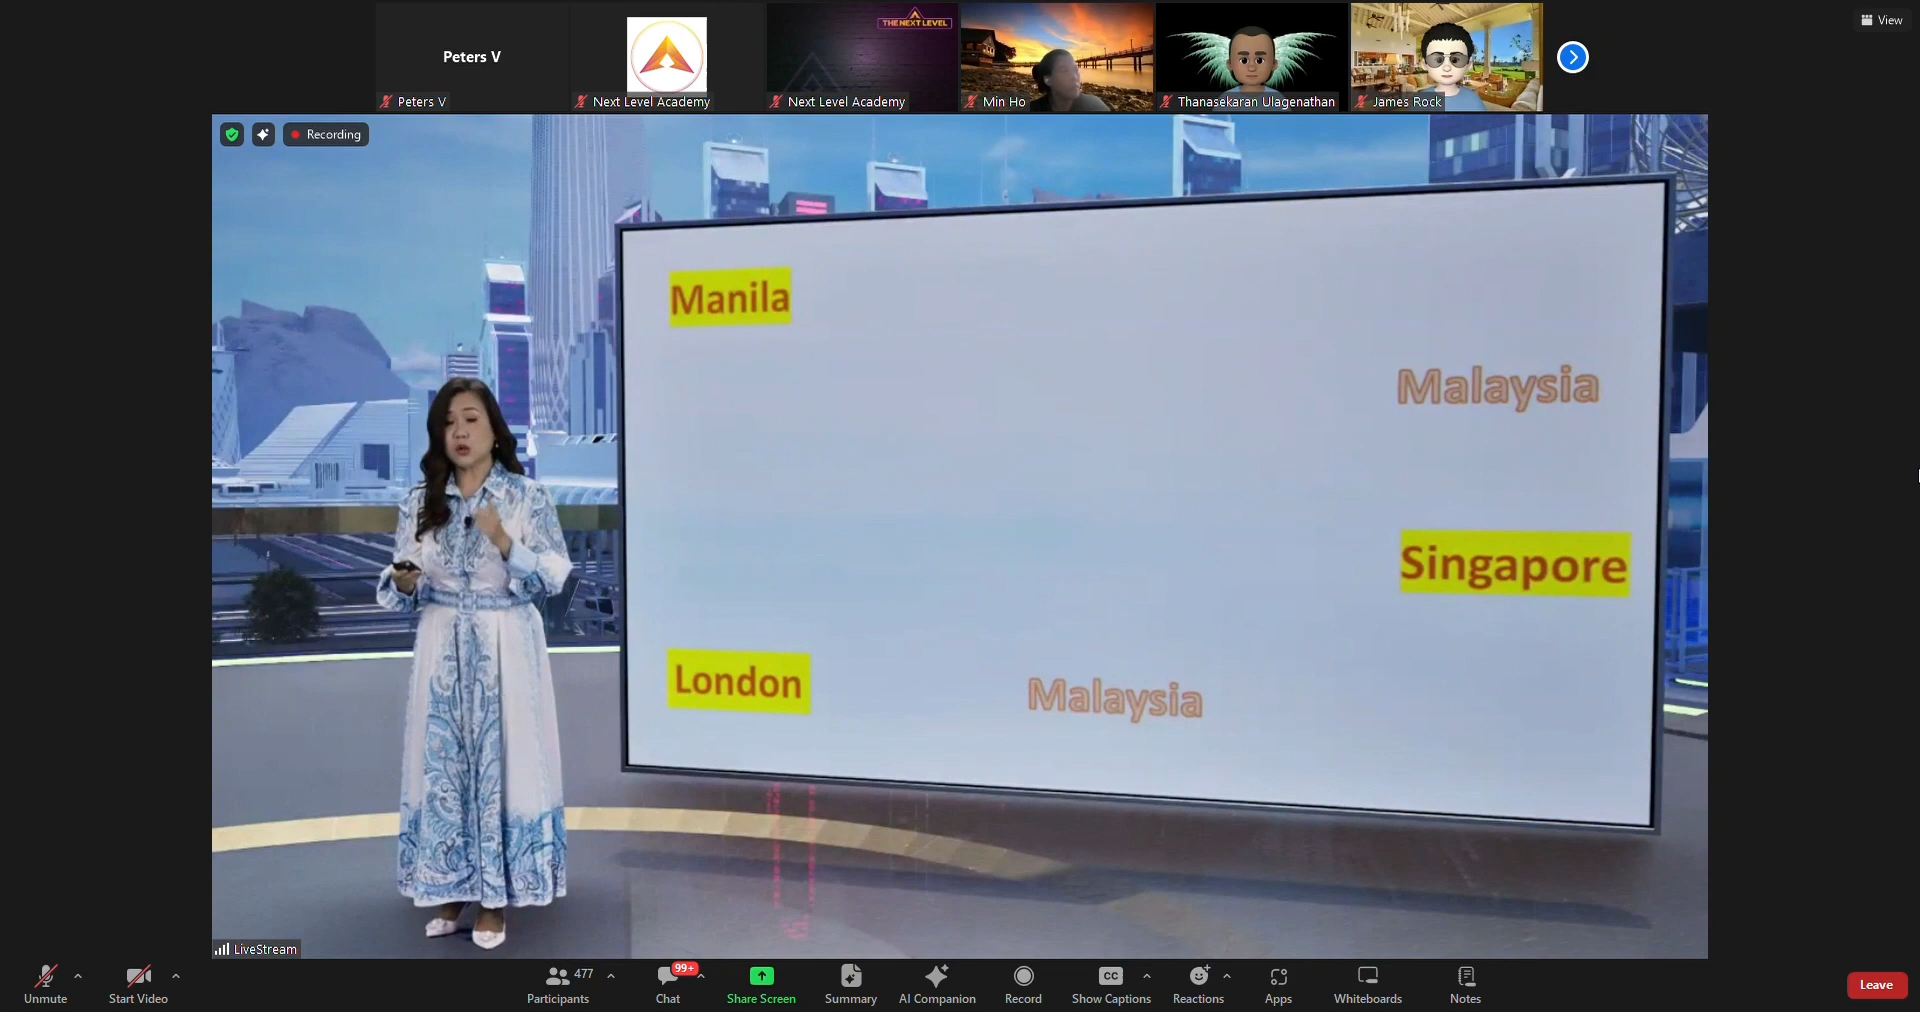 Peters V
THE NEXT LEVEL
View
Peters V
Next Level Academy
Next Level Academy
Min Ho
Thanasekaran Ulagenathan
James Rock
Recording
Manila
Malaysia
Singapore
London
Malaysia
LiveStream
477
99+
CC
Unmute
Start Video
Participants
Chat
Share Screen
Summary
AI Companion
Record
Show Captions
Reactions
Apps
Whiteboards
Notes
Leave